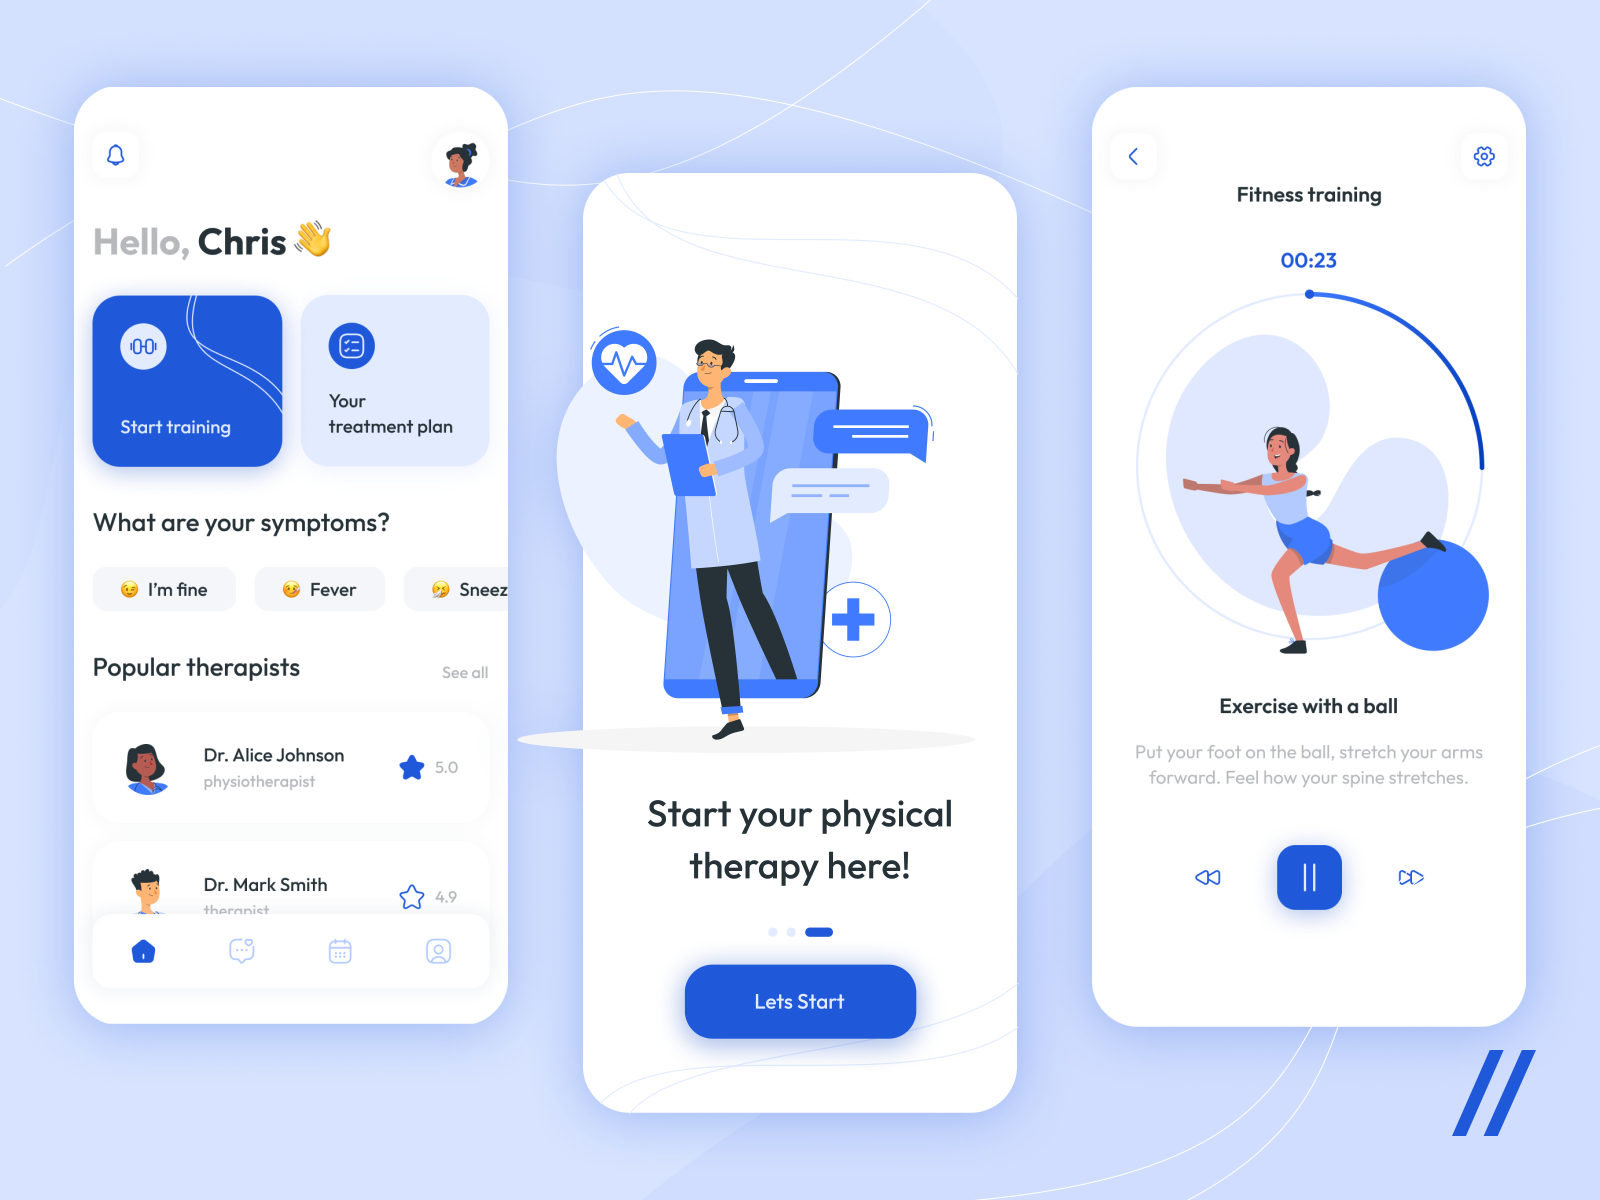 Hello, Chris 👋
Start training
Your
treatment plan
What are your symptoms?
😉 I'm fine
🤒 Fever
🤧 Sneez
Popular therapists
See all
Dr. Alice Johnson
physiotherapist
5.0
Dr. Mark Smith
therapist
4.9
Start your physical
therapy here!
Lets Start
Fitness training
00:23
Exercise with a ball
Put your foot on the ball, stretch your arms
forward. Feel how your spine stretches.